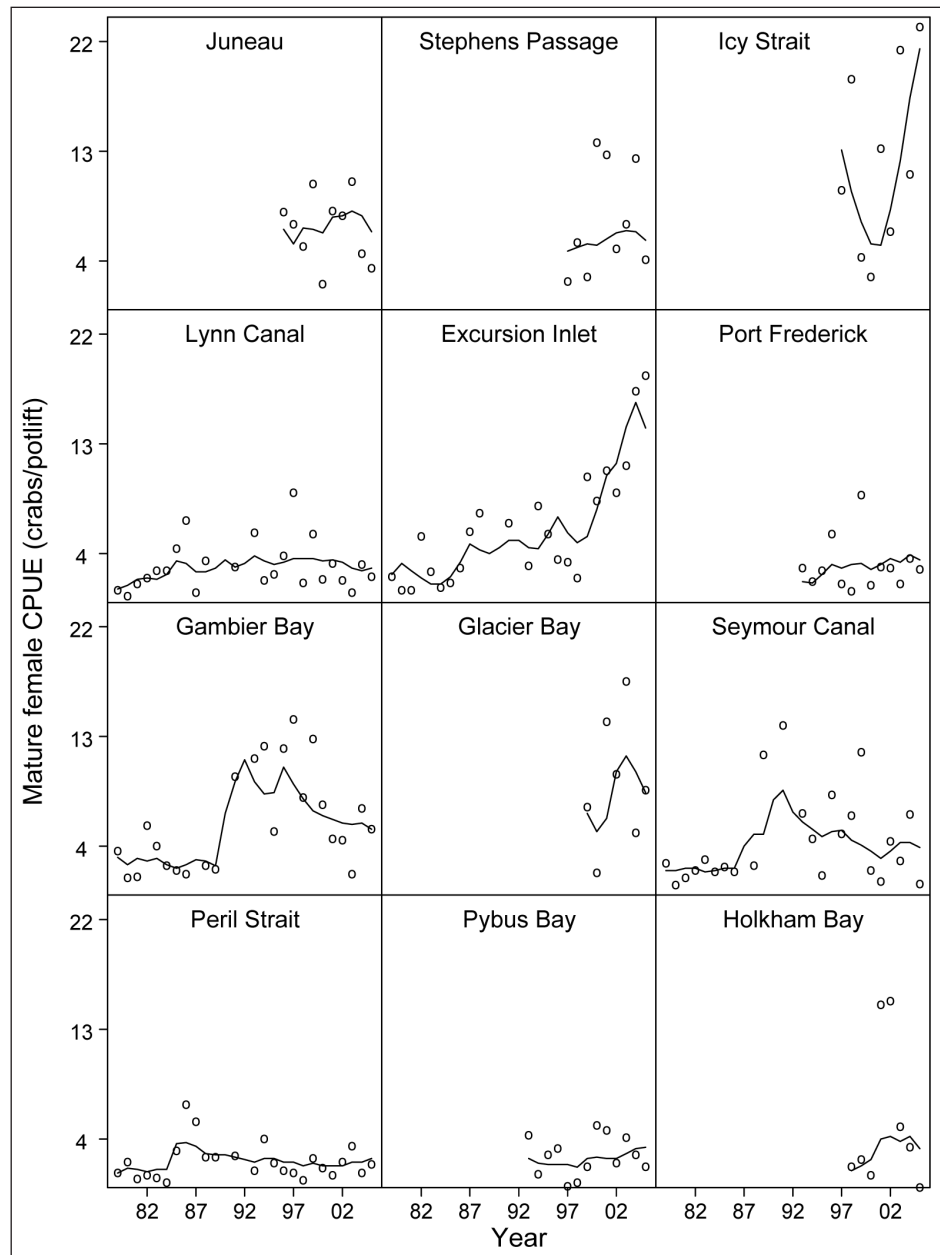 Juneau Stephens Passage Icy Strait
22
13
4
Lynn Canal Excursion Inlet Port Frederick
22
13
4
Gambier Bay Glacier Bay Seymour Canal
22
13
4
Peril Strait Pybus Bay Holkham Bay
22
13
4
82 87 92 97 02 82 87 92 97 02 82 87 92 97 02
Year
Mature female CPUE (crabs/potlift)